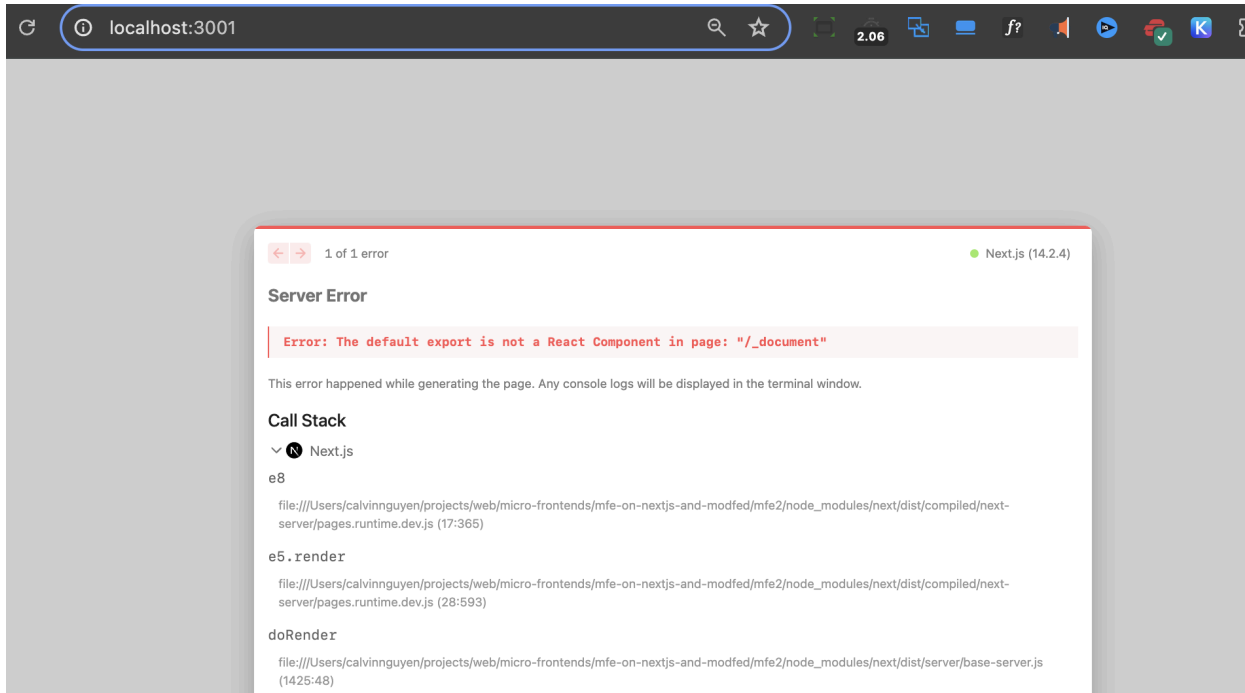 localhost:3001
2.06
f?
K
1 of 1 error
Next.js (14.2.4)
Server Error
Error: The default export is not a React Component in page: "/_document"
This error happened while generating the page. Any console logs will be displayed in the terminal window.
Call Stack
N Next.js
e8
file:///Users/calvinnguyen/projects/web/micro-frontends/mfe-on-nextjs-and-modfed/mfe2/node_modules/next/dist/compiled/next-
server/pages.runtime.dev.js (17:365)
e5.render
file:///Users/calvinnguyen/projects/web/micro-frontends/mfe-on-nextjs-and-modfed/mfe2/node_modules/next/dist/compiled/next-
server/pages.runtime.dev.js (28:593)
doRender
file:///Users/calvinnguyen/projects/web/micro-frontends/mfe-on-nextjs-and-modfed/mfe2/node_modules/next/dist/server/base-server.js
(1425:48)